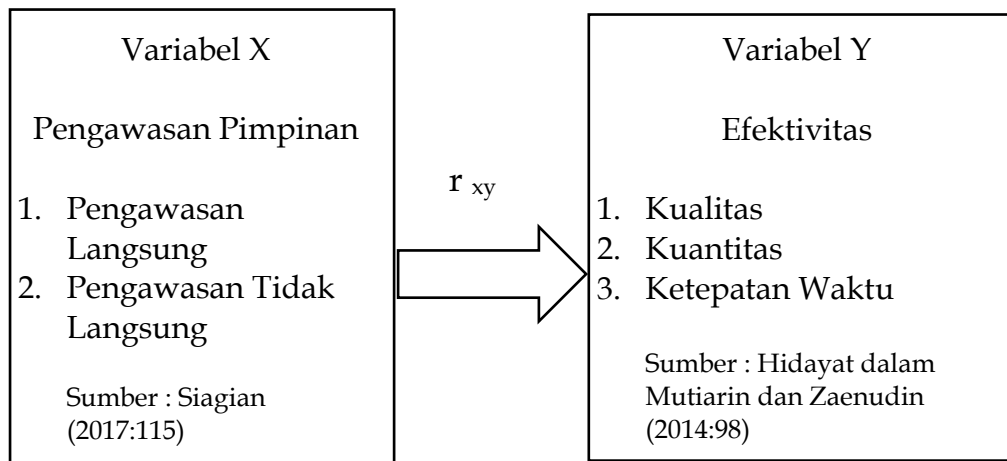 Variabel X
Pengawasan Pimpinan
1. Pengawasan
Langsung
2. Pengawasan Tidak
Langsung
Sumber : Siagian
(2017:115)
r xy
Variabel Y
Efektivitas
1. Kualitas
2. Kuantitas
3. Ketepatan Waktu
Sumber : Hidayat dalam
Mutiarin dan Zaenudin
(2014:98)